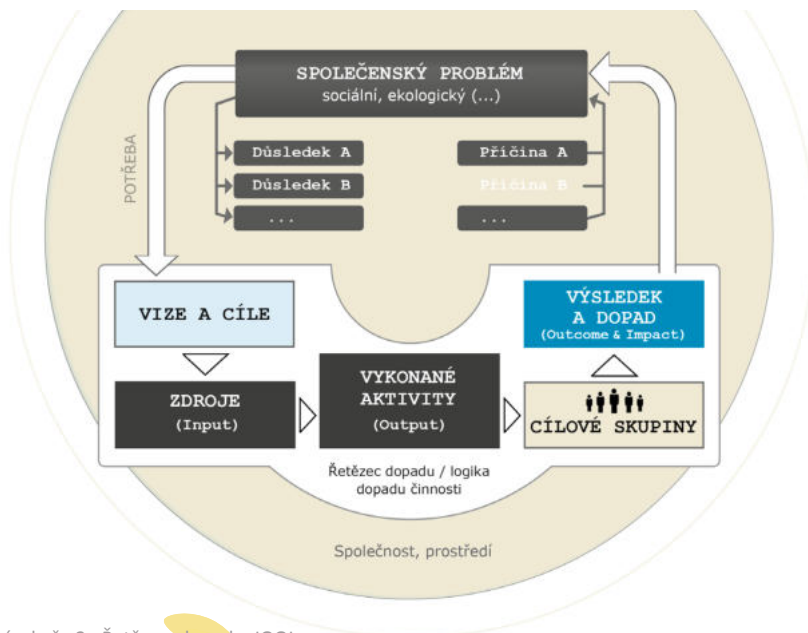 SPOLEČENSKÝ PROBLÉM
sociální, ekologický (...)
POTŘEBA
Důsledek A
Důsledek B
...
Příčina A
Příčina B
...
VIZE A CÍLE
ZDROJE
(Input)
VYKONANÉ
AKTIVITY
(Output)
CÍLOVÉ SKUPINY
VÝSLEDEK
A DOPAD
(Outcome & Impact)
Řetězec dopadu / logika
dopadu činnosti
Společnost, prostředí